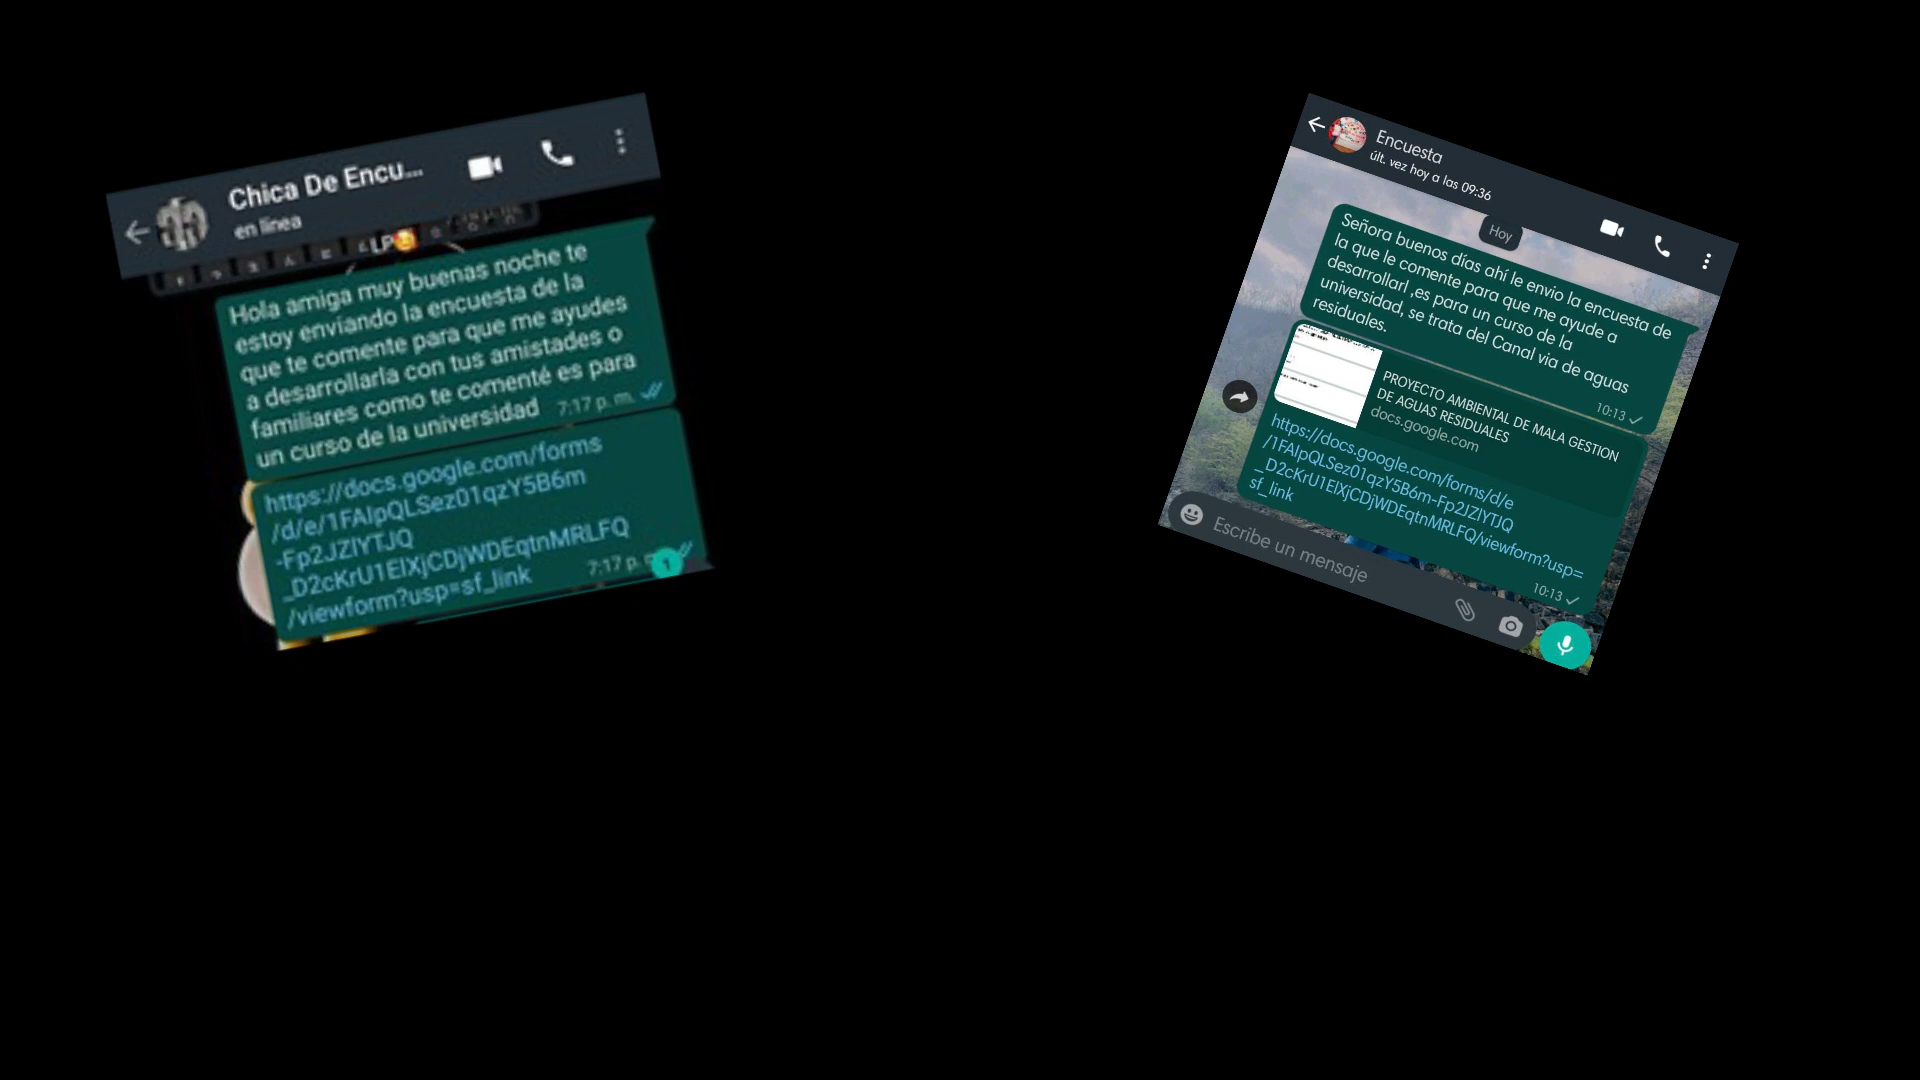 Chica De Encu...
en línea
LP🥰
Hola amiga muy buenas noche te
estoy enviando la encuesta de la
que te comente para que me ayudes
a desarrollarla con tus amistades o
familiares como te comenté es para
un curso de la universidad
7:17 p. m.
https://docs.google.com/forms
/d/e/1FAIpQLSez01qzY5B6m
-Fp2JZIYTJQ
_D2cKrU1EIXjCDjWDEqtnMRLFQ
/viewform?usp=sf_link
7:17 p.
1
Encuesta
últ. vez hoy a las 09:36
Hoy
Señora buenos días ahí le envio la encuesta de
la que le comente para que me ayude a
desarrollarl ,es para un curso de la
universidad, se trata del Canal via de aguas
residuales.
10:13
PROYECTO AMBIENTAL DE MALA GESTION
DE AGUAS RESIDUALES
docs.google.com
https://docs.google.com/forms/d/e
/1FAIpQLSez01qzY5B6m-Fp2JZIYTJQ
_D2cKrU1EIXjCDjWDEqtnMRLFQ/viewform?usp=
sf_link
10:13
Escribe un mensaje